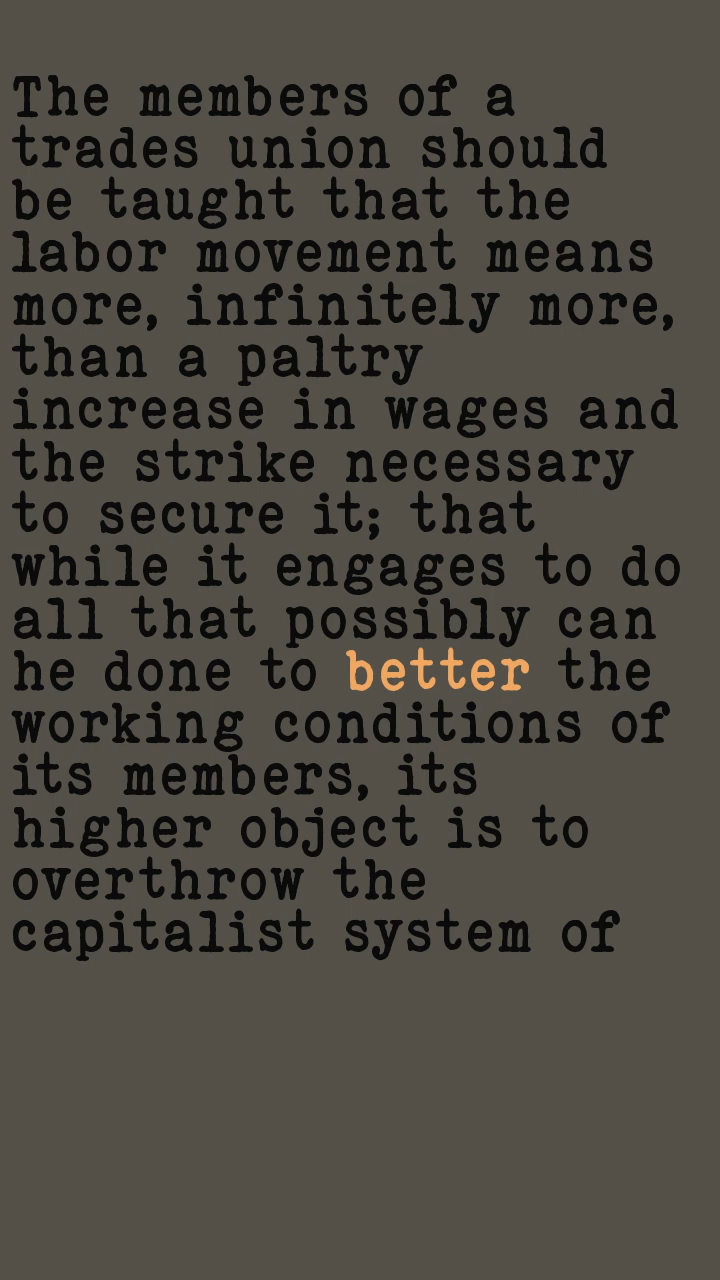 The members of a
trades union should
be taught that the
labor movement means
more, infinitely more,
than a paltry
increase in wages and
the strike necessary
to secure it; that
while it engages to do
all that possibly can
he done to better the
working conditions of
its members, its
higher object is to
overthrow the
capitalist system of